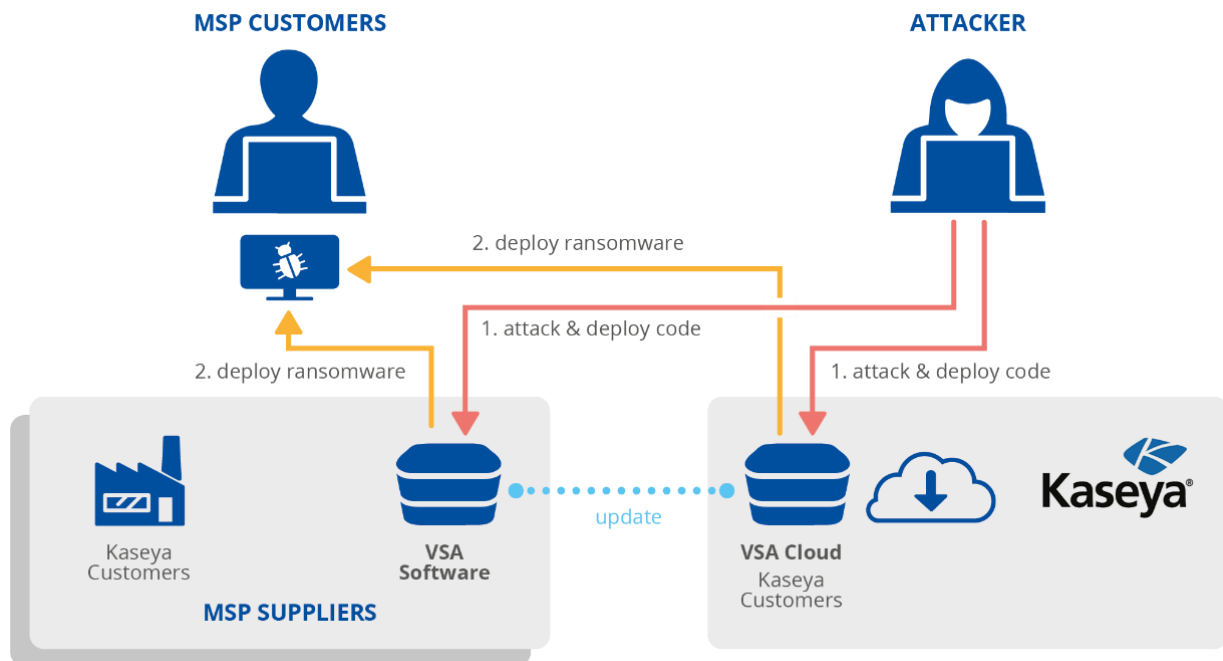 MSP CUSTOMERS
ATTACKER
2. deploy ransomware
1. attack & deploy code
2. deploy ransomware
1. attack & deploy code
Kaseya
Customers
VSA
Software
MSP SUPPLIERS
update
VSA Cloud
Kaseya
Customers
Kaseya®